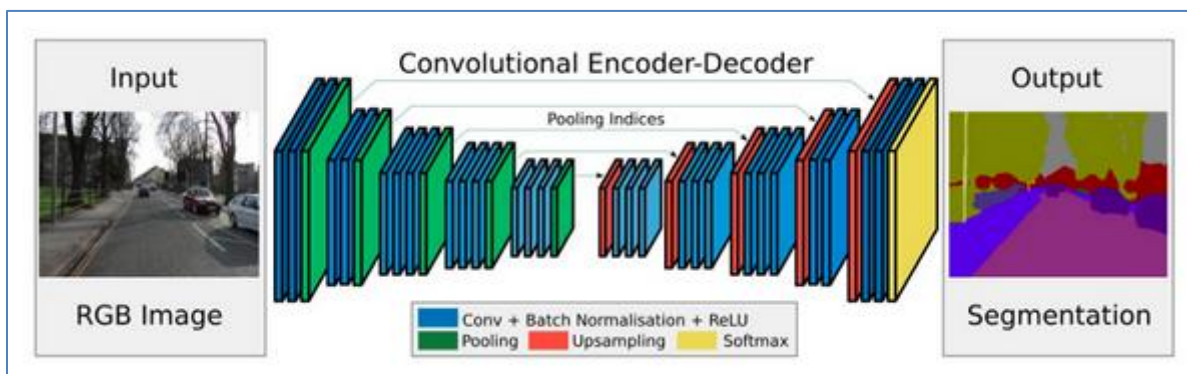 Input
RGB Image
Convolutional Encoder-Decoder
Pooling Indices
Conv + Batch Normalisation + ReLU
Pooling Upsampling Softmax
Output
Segmentation